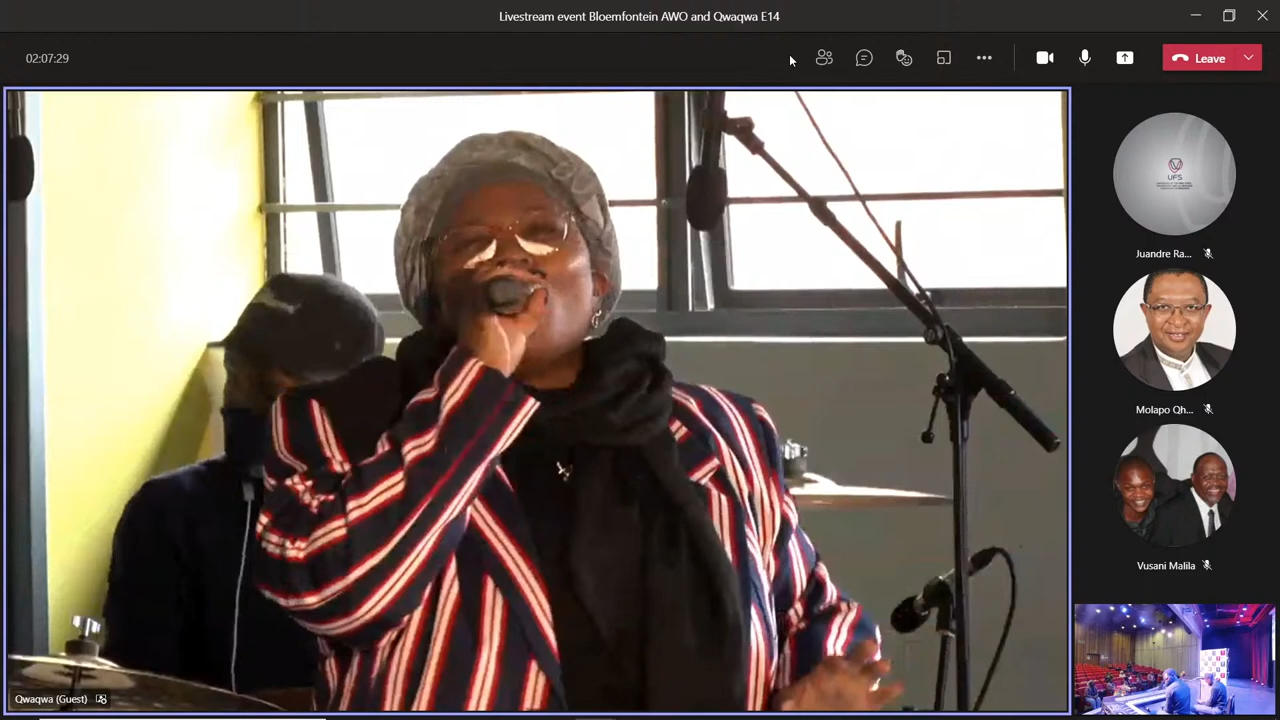 Livestream event Bloemfontein AWO and Qwaqwa E14
02:07:29
Leave
UFS
Juandre Ra...
Molapo Qh...
Vusani Malila
Qwaqwa (Guest)